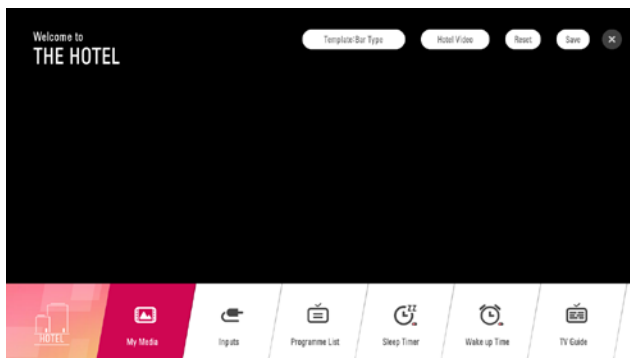 Welcome to
THE HOTEL
Template/Bar Type
Hotel Video
Reset
Save
HOTEL
My Media
Inputs
Programme List
Sleep Timer
Wake up Time
TV Guide